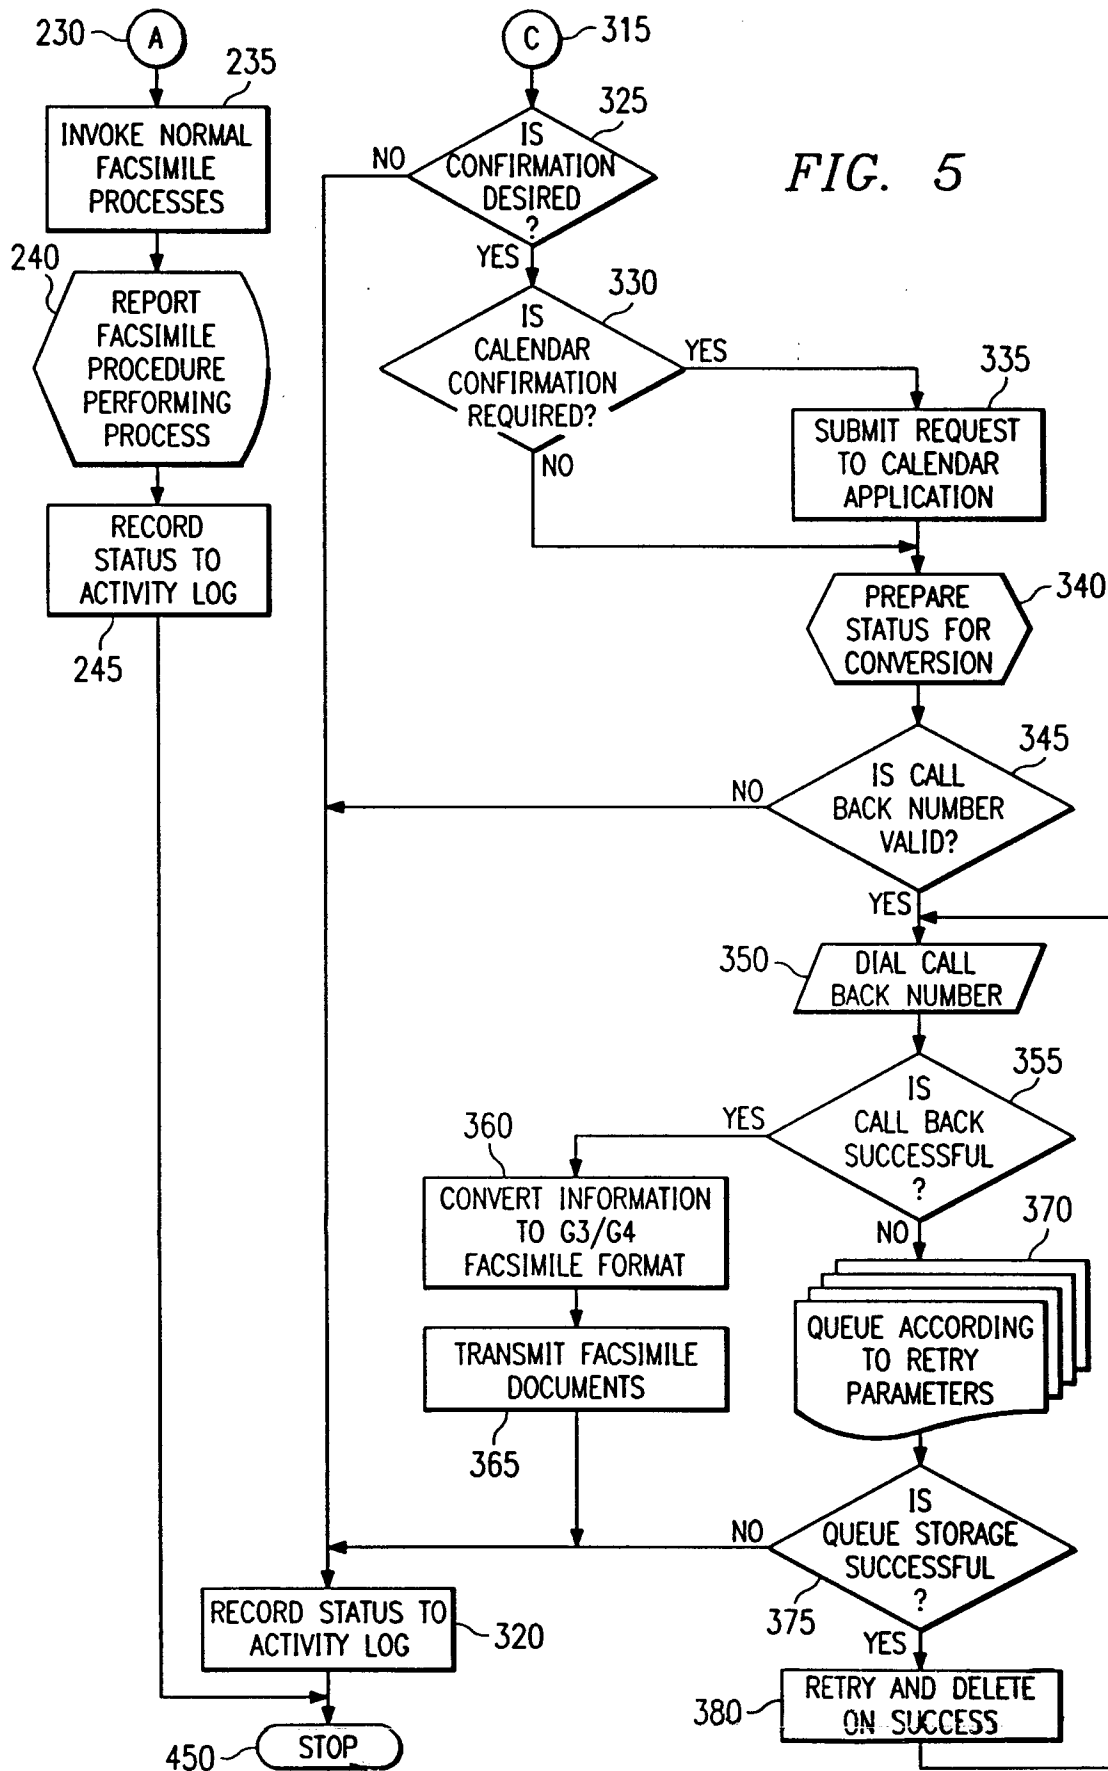 230
A
235
INVOKE NORMAL
FACSIMILE
PROCESSES
240
REPORT
FACSIMILE
PROCEDURE
PERFORMING
PROCESS
RECORD
STATUS TO
ACTIVITY LOG
245
C
315
FIG. 5
325
IS
CONFIRMATION
DESIRED
?
NO
YES
330
IS
CALENDAR
CONFIRMATION
REQUIRED?
YES
NO
335
SUBMIT REQUEST
TO CALENDAR
APPLICATION
PREPARE
STATUS FOR
CONVERSION
340
345
IS CALL
BACK NUMBER
VALID?
NO
YES
350
DIAL CALL
BACK NUMBER
355
IS
CALL BACK
SUCCESSFUL
?
YES
NO
360
CONVERT INFORMATION
TO G3/G4
FACSIMILE FORMAT
TRANSMIT FACSIMILE
DOCUMENTS
365
370
QUEUE ACCORDING
TO RETRY
PARAMETERS
IS
QUEUE STORAGE
SUCCESSFUL
?
375
NO
YES
380
RETRY AND DELETE
ON SUCCESS
RECORD STATUS TO
ACTIVITY LOG
320
STOP
450